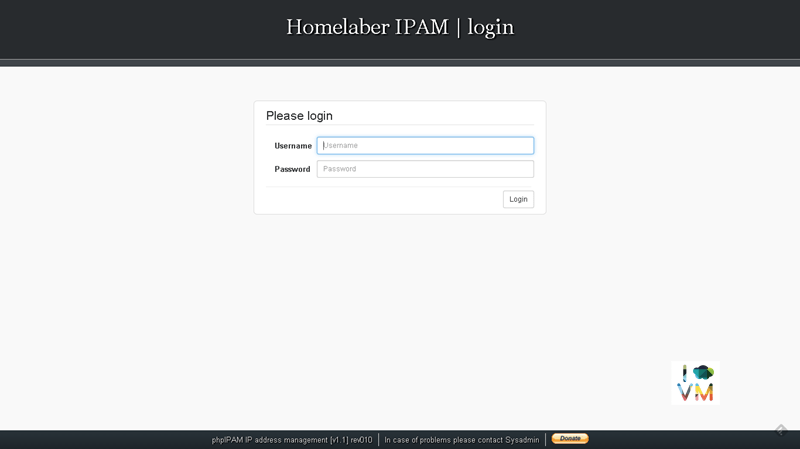 Homelaber IPAM | login
Please login
Username Username
Password Password
Login
I
VM
phpIPAM IP address management [v1.1] rev010 In case of problems please contact Sysadmin Donate